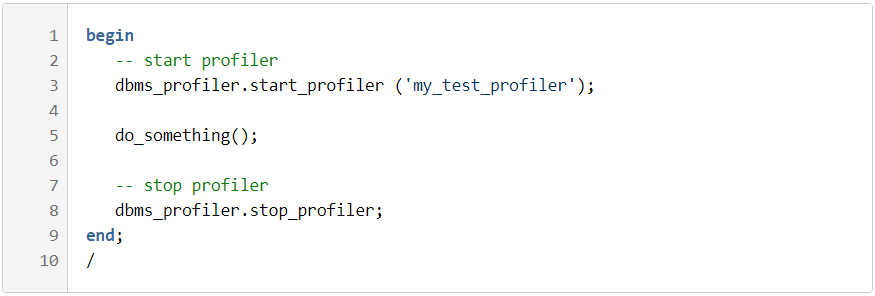 1 begin
2 -- start profiler
3 dbms_profiler.start_profiler ('my_test_profiler');
4
5 do_something();
6
7 -- stop profiler
8 dbms_profiler.stop_profiler;
9 end;
10 /